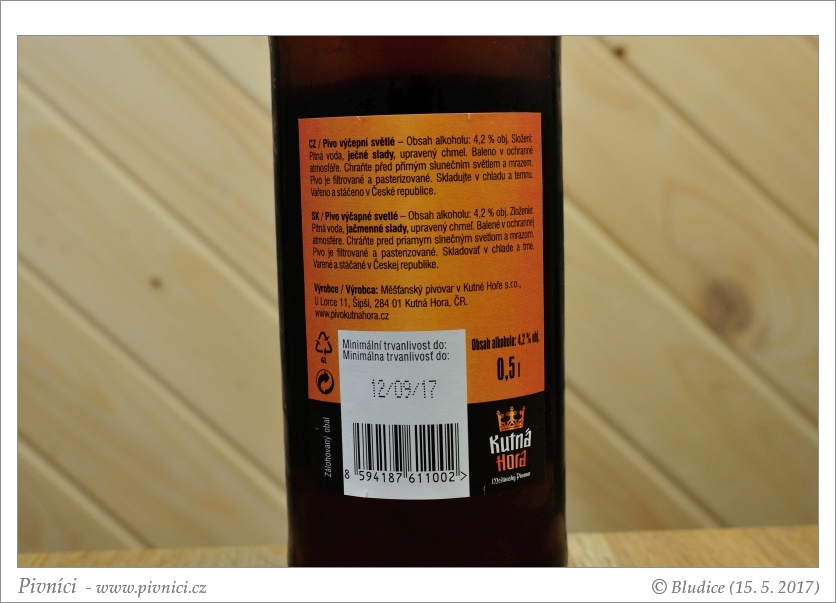 CZ / Pivo výčepní světlé – Obsah alkoholu: 4,2 % obj. Složení:
Pitná voda, ječné slady, upravený chmel. Baleno v ochranné
atmosféře. Chraňte před přímým slunečním světlem a mrazem.
Pivo je filtrované a pasterizované. Skladujte v chladu a temnu.
Vařeno a stáčeno v České republice.
SK / Pivo výčapné svetlé – Obsah alkoholu: 4,2 % obj. Zloženie:
Pitná voda, jačmenné slady, upravený chmeľ. Balené v ochrannej
atmosfére. Chráňte pred priamym slnečným svetlom a mrazom.
Pivo je filtrované a pasterizované. Skladovať v chlade a tme.
Varené a stáčané v Českej republike.
Výrobce / Výrobca: Měšťanský pivovar v Kutné Hoře s.r.o.,
U Lorce 11, Šipší, 284 01 Kutná Hora, ČR.
www.pivokutnahora.cz
GL
Minimální trvanlivost do:
Minimálna trvanlivosť do:
12/09/17
Obsah alkoholu: 4,2 % obj.
0,5 l
Zálohovaný obal
8 594187 611002 >
Kutná
Hora
Měšťanský Pivovar
Pivníci - www.pivnici.cz
© Bludice (15. 5. 2017)